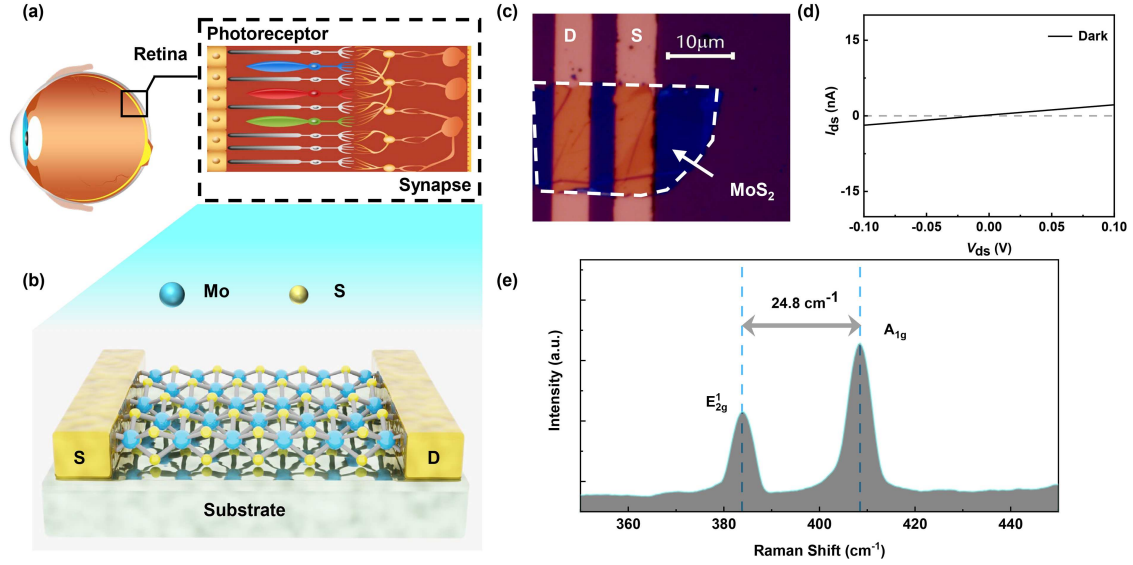 (a)
Retina
Photoreceptor
Synapse
(b)
Mo
S
S
D
Substrate
(c)
D
S
10μm
MoS₂
(d)
15
0
-15
Ids (nA)
Dark
-0.10
-0.05
0.00
0.05
0.10
Vds (V)
(e)
24.8 cm⁻¹
A₁g
E¹₂g
Intensity (a.u.)
360
380
400
420
440
Raman Shift (cm⁻¹)